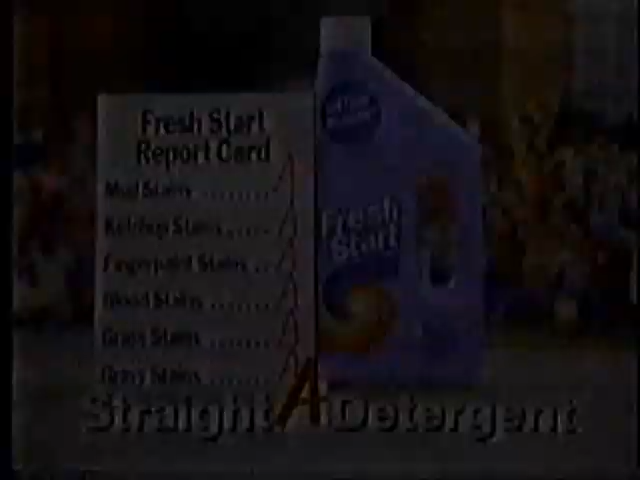 Fresh Start
Report Card
Mud Stains ........ A
Ketchup Stains ..... A
Fingerpaint Stains ... A
Blood Stains ....... A
Grass Stains ....... A
Gravy Stains ....... A
Fresh
Start
Straight A Detergent